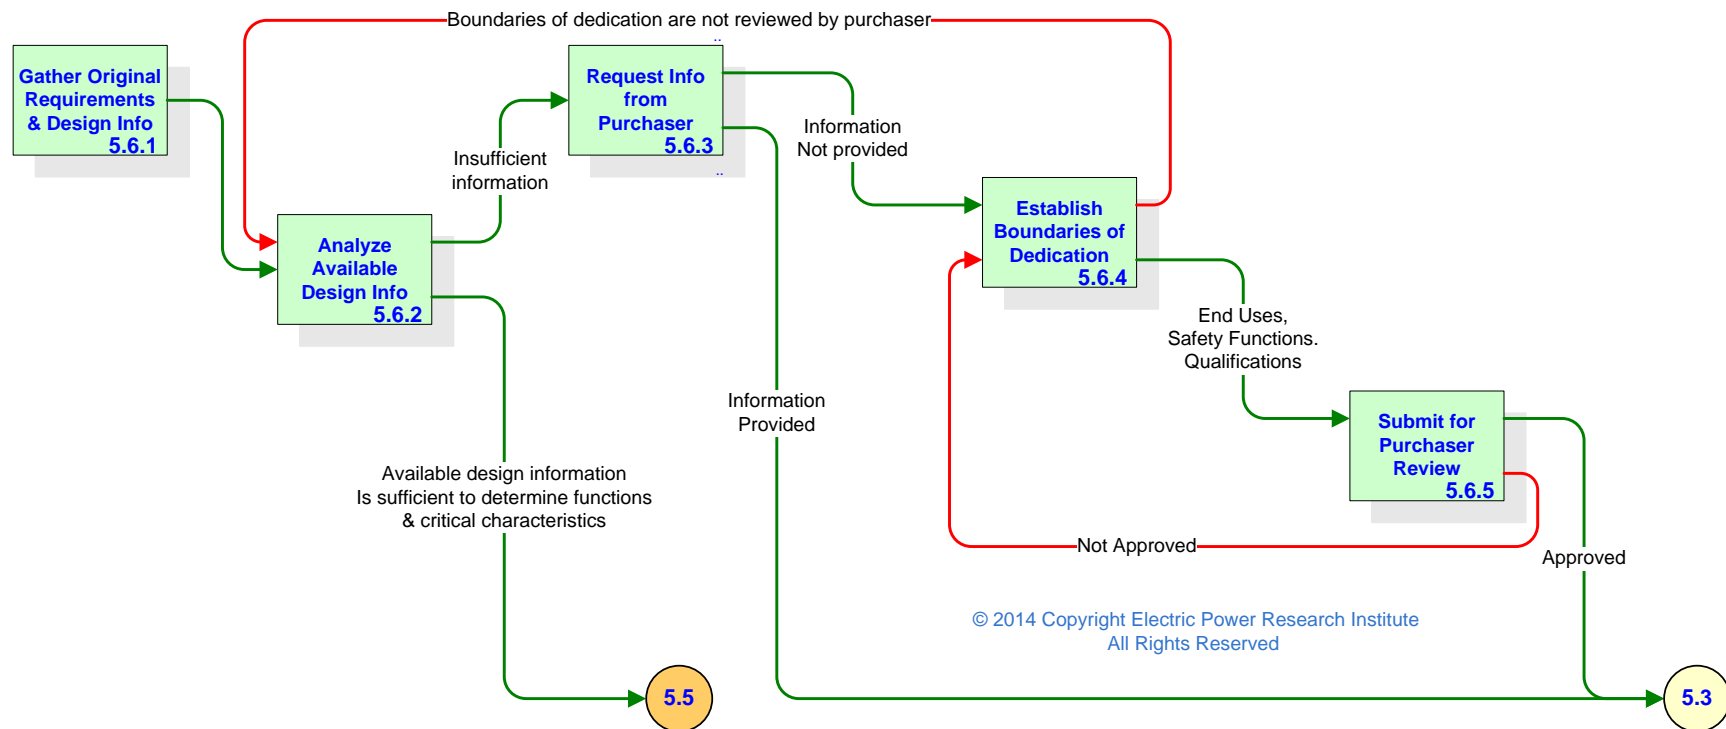 Boundaries of dedication are not reviewed by purchaser
..
Gather Original
Requirements
& Design Info
5.6.1
Request Info
from
Purchaser
5.6.3
..
Information
Not provided
Insufficient
information
Establish
Boundaries of
Dedication
5.6.4
Analyze
Available
Design Info
5.6.2
End Uses,
Safety Functions.
Qualifications
Information
Provided
Submit for
Purchaser
Review
5.6.5
Available design information
Is sufficient to determine functions
& critical characteristics
Not Approved
Approved
© 2014 Copyright Electric Power Research Institute
All Rights Reserved
5.5
5.3